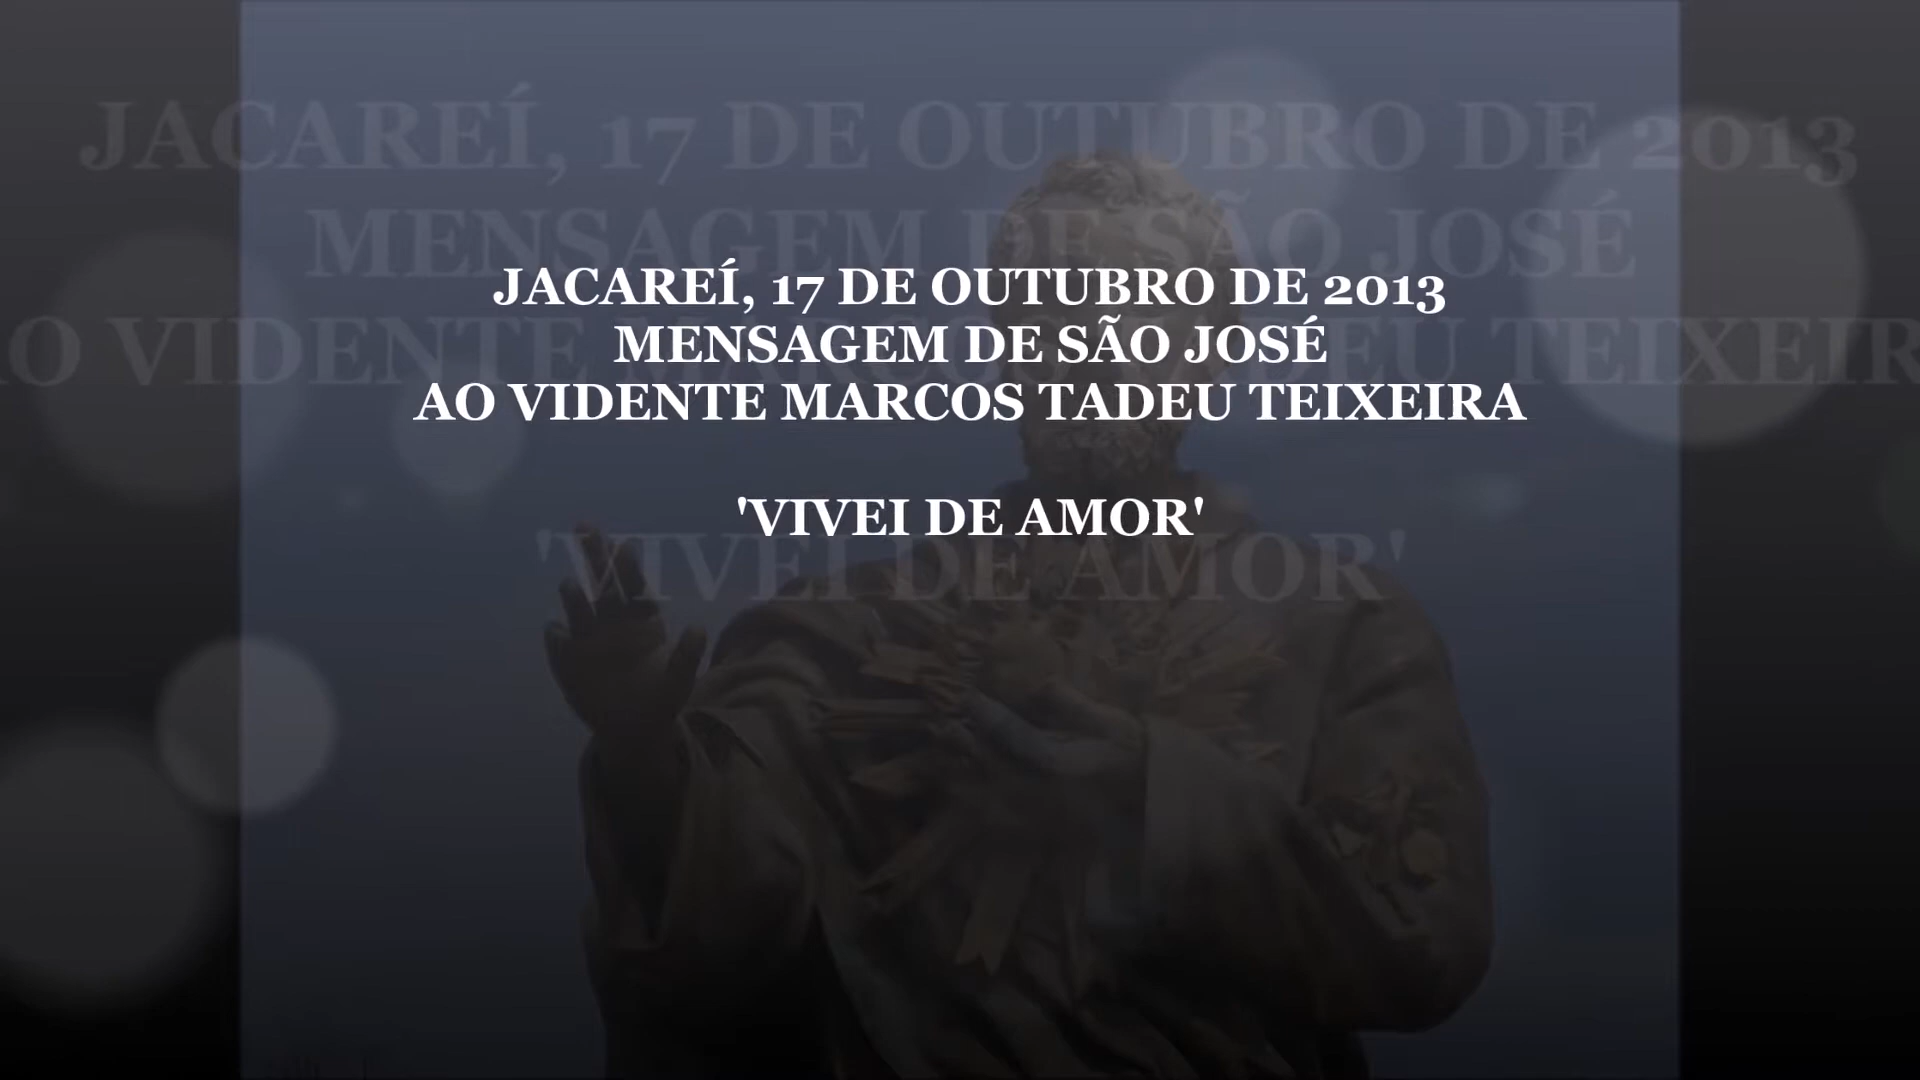 JACAREÍ, 17 DE OUTUBRO DE 2013
MENSAGEM DE SÃO JOSÉ
AO VIDENTE MARCOS TADEU TEIXEIRA
'VIVEI DE AMOR'